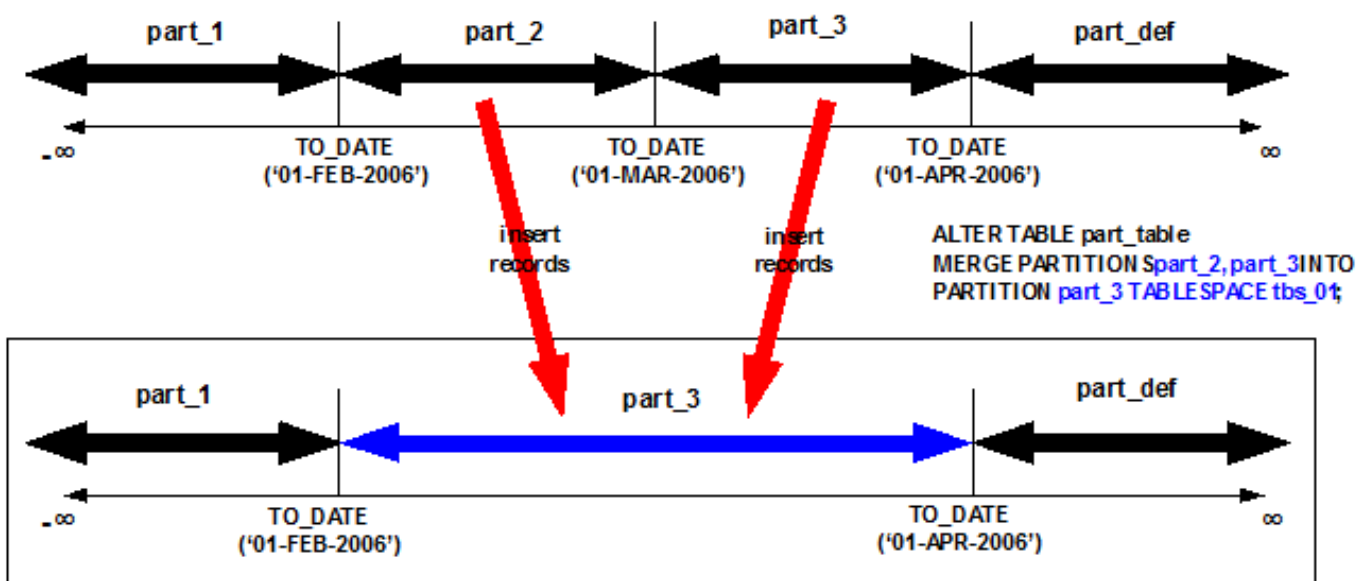 part_1 part_2 part_3 part_def
-∞ TO_DATE TO_DATE TO_DATE ∞
(‘01-FEB-2006’) (‘01-MAR-2006’) (‘01-APR-2006’)
insert insert ALTER TABLE part_table
records records MERGE PARTITIONS part_2, part_3 INTO
PARTITION part_3 TABLESPACE tbs_01;
part_1 part_3 part_def
-∞ TO_DATE TO_DATE ∞
(‘01-FEB-2006’) (‘01-APR-2006’)